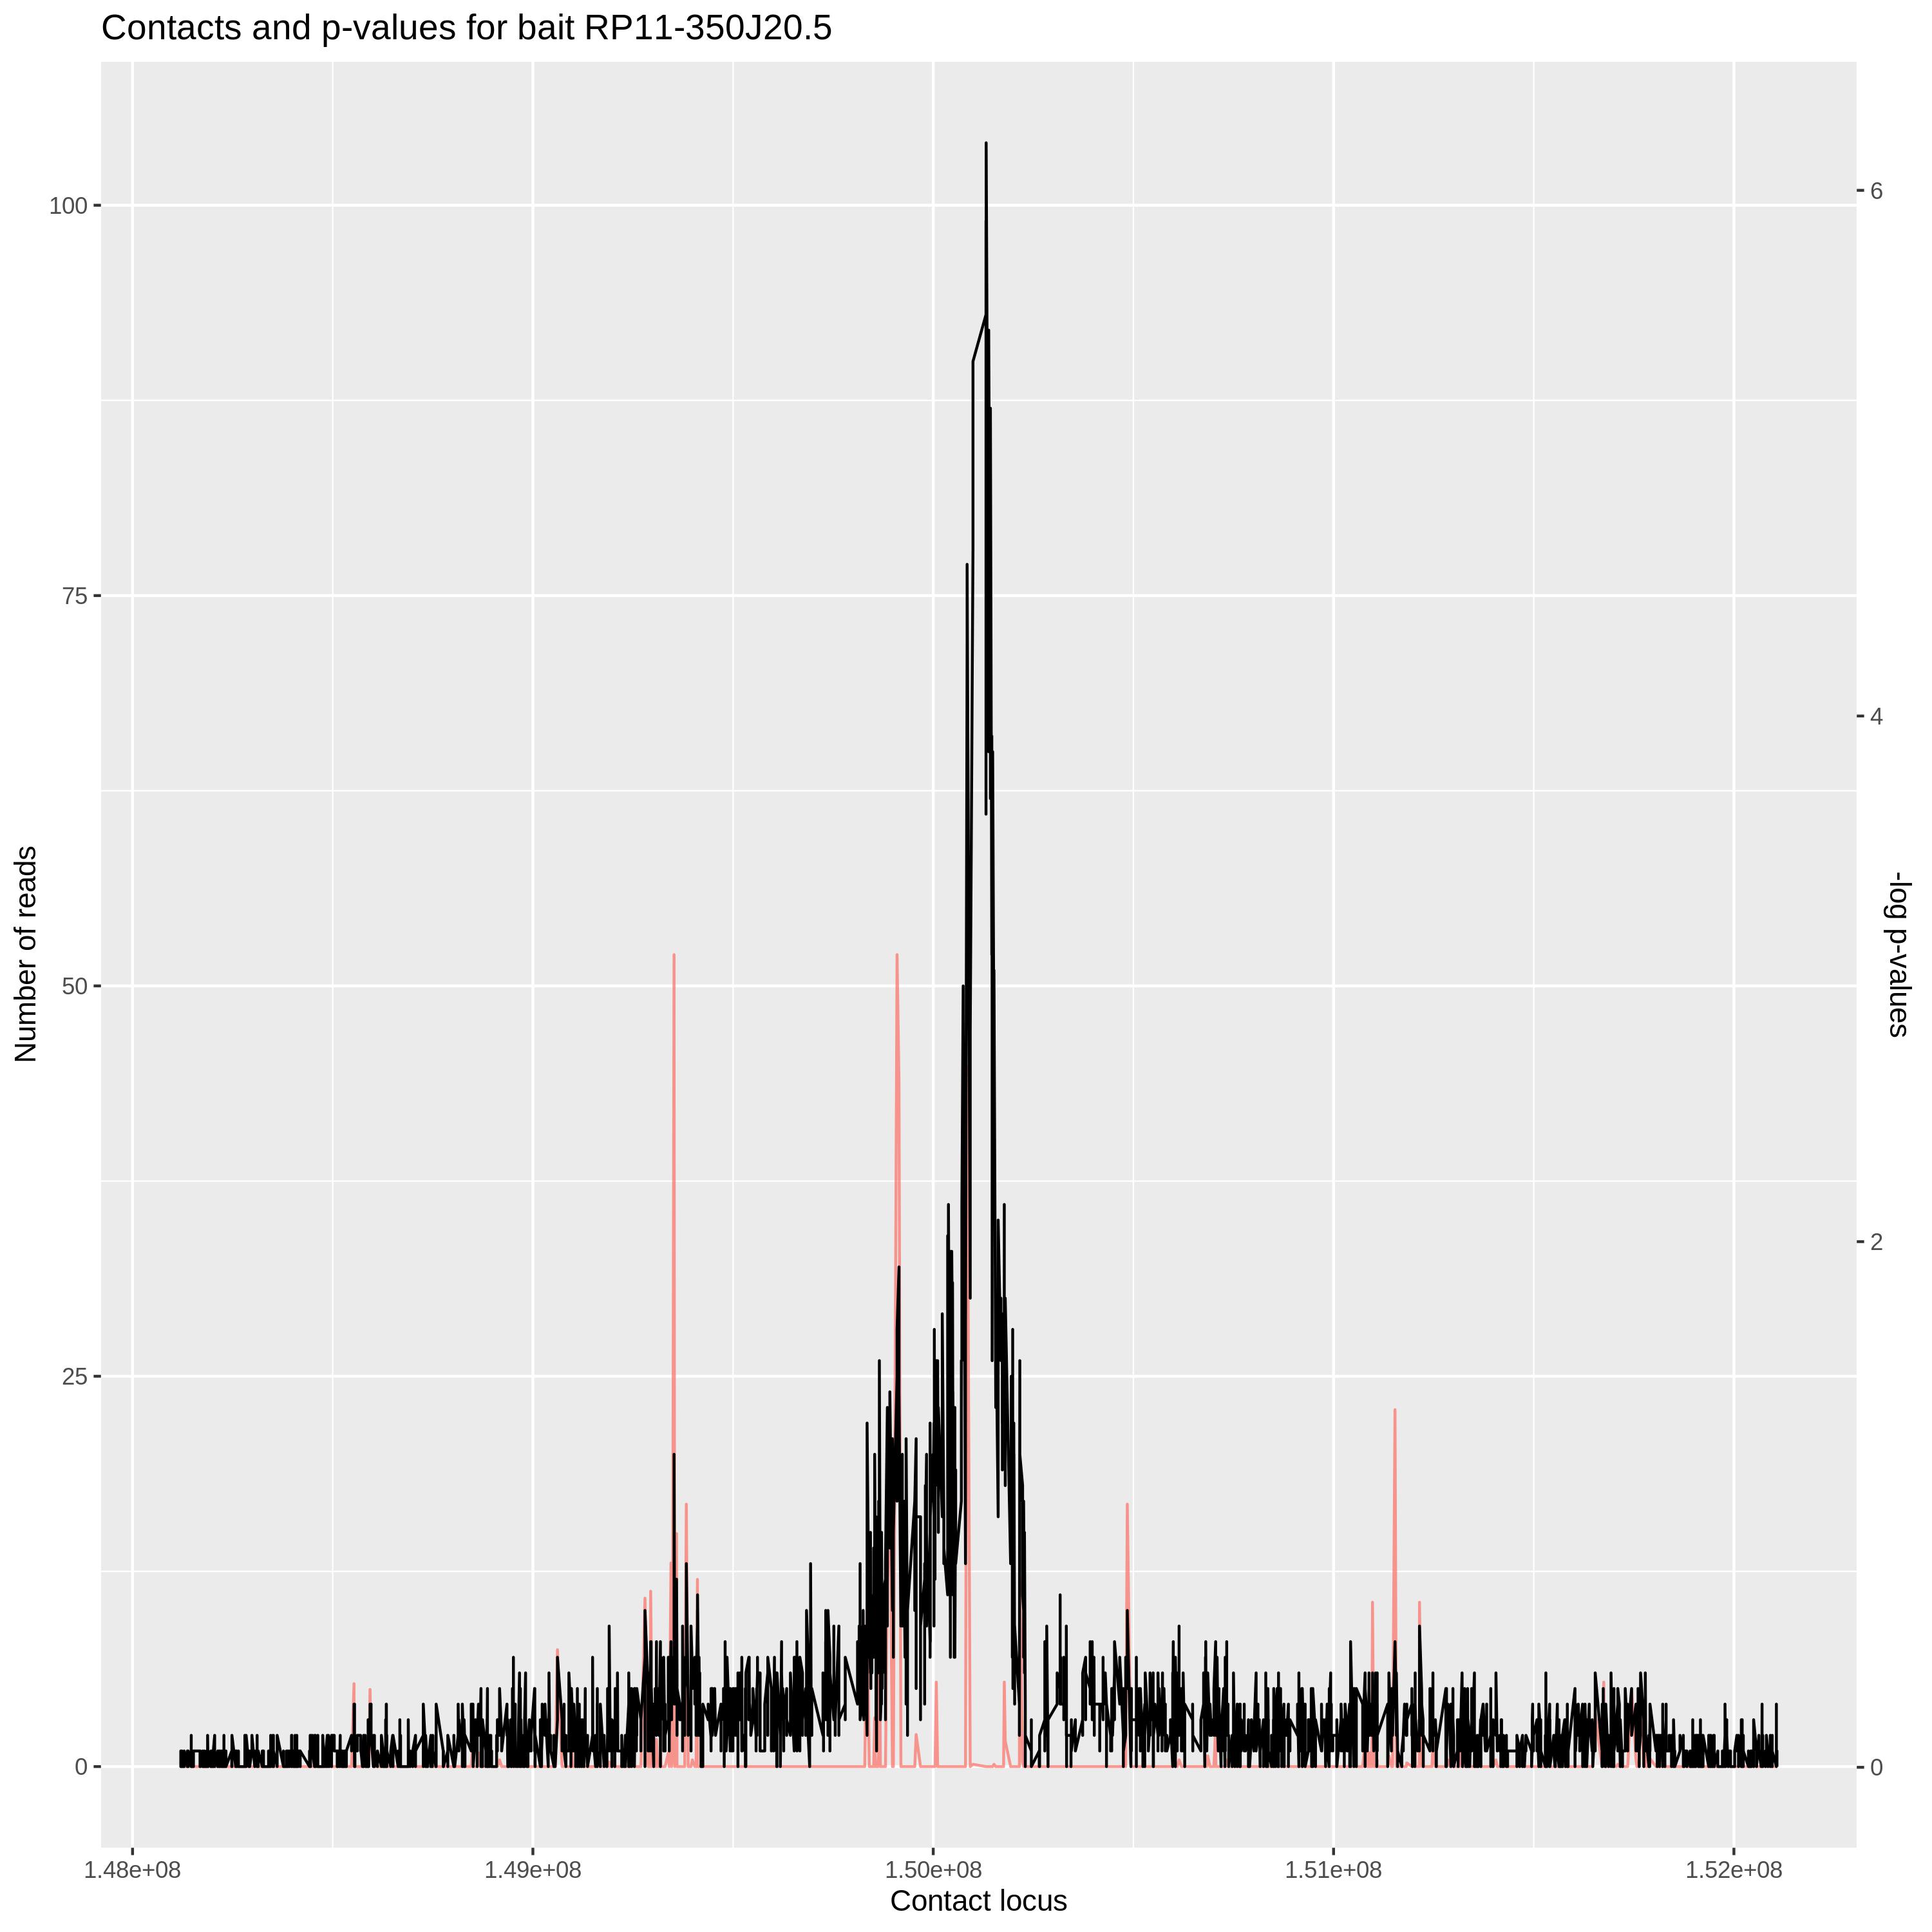 Contacts and p-values for bait RP11-350J20.5
100
75
50
25
0
Number of reads
6
4
2
0
-log p-values
1.48e+08
1.49e+08
1.50e+08
1.51e+08
1.52e+08
Contact locus